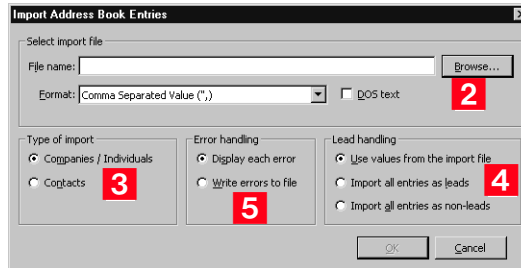 Import Address Book Entries
Select import file
File name:
Browse...
Format: Comma Separated Value (",)
DOS text
2
Type of import
Companies / Individuals
Contacts
3
Error handling
Display each error
Write errors to file
5
Lead handling
Use values from the import file
Import all entries as leads
Import all entries as non-leads
4
OK
Cancel